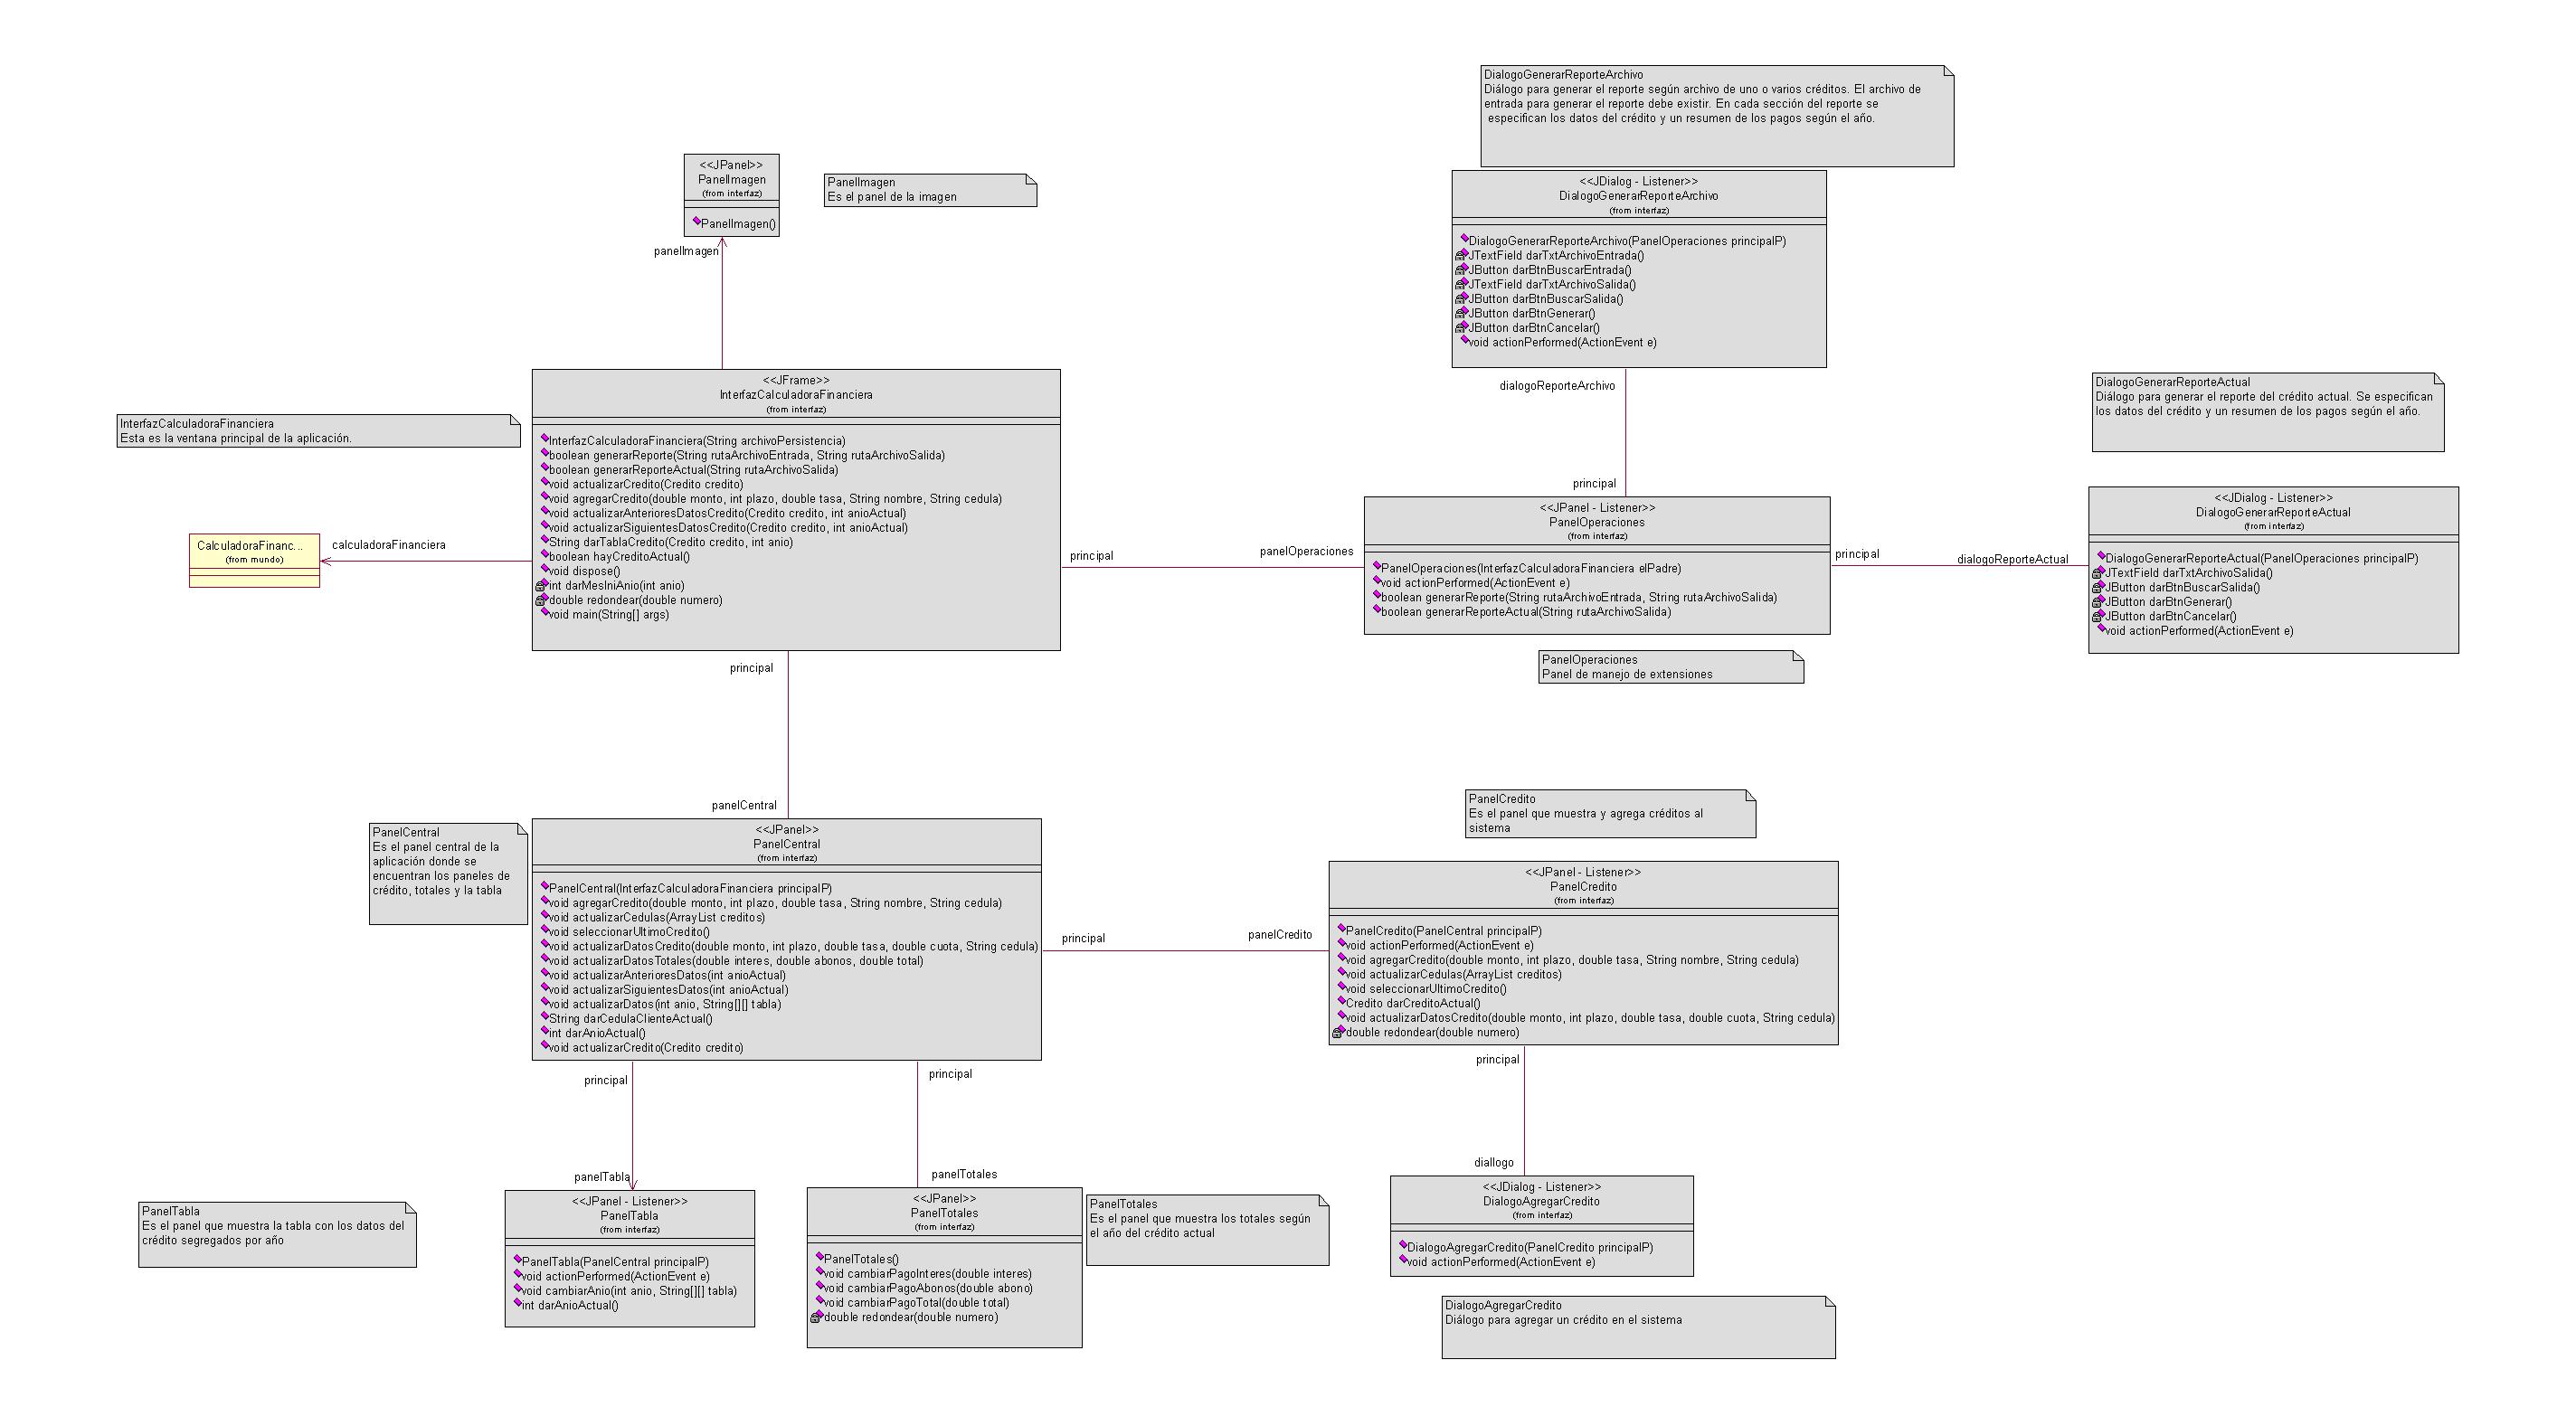 DialogoGenerarReporteArchivo
Diálogo para generar el reporte según archivo de uno o varios créditos. El archivo de
entrada para generar el reporte debe existir. En cada sección del reporte se
especifican los datos del crédito y un resumen de los pagos según el año.
<<JPanel>>
PanelImagen
(from interfaz)
PanelImagen()
panelImagen
PanelImagen
Es el panel de la imagen
<<JDialog - Listener>>
DialogoGenerarReporteArchivo
(from interfaz)
DialogoGenerarReporteArchivo(PanelOperaciones principalP)
JTextField darTxtArchivoEntrada()
JButton darBtnBuscarEntrada()
JTextField darTxtArchivoSalida()
JButton darBtnBuscarSalida()
JButton darBtnGenerar()
JButton darBtnCancelar()
void actionPerformed(ActionEvent e)
dialogoReporteArchivo
principal
DialogoGenerarReporteActual
Diálogo para generar el reporte del crédito actual. Se especifican
los datos del crédito y un resumen de los pagos según el año.
InterfazCalculadoraFinanciera
Esta es la ventana principal de la aplicación.
<<JFrame>>
InterfazCalculadoraFinanciera
(from interfaz)
InterfazCalculadoraFinanciera(String archivoPersistencia)
boolean generarReporte(String rutaArchivoEntrada, String rutaArchivoSalida)
boolean generarReporteActual(String rutaArchivoSalida)
void actualizarCredito(Credito credito)
void agregarCredito(double monto, int plazo, double tasa, String nombre, String cedula)
void actualizarAnterioresDatosCredito(Credito credito, int anioActual)
void actualizarSiguientesDatosCredito(Credito credito, int anioActual)
String darTablaCredito(Credito credito, int anio)
boolean hayCreditoActual()
void dispose()
int darMesIniAnio(int anio)
double redondear(double numero)
void main(String[] args)
CalculadoraFinanc...
(from mundo)
calculadoraFinanciera
principal
panelOperaciones
<<JPanel - Listener>>
PanelOperaciones
(from interfaz)
PanelOperaciones(InterfazCalculadoraFinanciera elPadre)
void actionPerformed(ActionEvent e)
boolean generarReporte(String rutaArchivoEntrada, String rutaArchivoSalida)
boolean generarReporteActual(String rutaArchivoSalida)
principal
dialogoReporteActual
<<JDialog - Listener>>
DialogoGenerarReporteActual
(from interfaz)
DialogoGenerarReporteActual(PanelOperaciones principalP)
JTextField darTxtArchivoSalida()
JButton darBtnBuscarSalida()
JButton darBtnGenerar()
JButton darBtnCancelar()
void actionPerformed(ActionEvent e)
PanelOperaciones
Panel de manejo de extensiones
principal
panelCentral
PanelCentral
Es el panel central de la
aplicación donde se
encuentran los paneles de
crédito, totales y la tabla
<<JPanel>>
PanelCentral
(from interfaz)
PanelCentral(InterfazCalculadoraFinanciera principalP)
void agregarCredito(double monto, int plazo, double tasa, String nombre, String cedula)
void actualizarCedulas(ArrayList creditos)
void seleccionarUltimoCredito()
void actualizarDatosCredito(double monto, int plazo, double tasa, double cuota, String cedula)
void actualizarDatosTotales(double interes, double abonos, double total)
void actualizarAnterioresDatos(int anioActual)
void actualizarSiguientesDatos(int anioActual)
void actualizarDatos(int anio, String[][] tabla)
String darCedulaClienteActual()
int darAnioActual()
void actualizarCredito(Credito credito)
principal
panelCredito
PanelCredito
Es el panel que muestra y agrega créditos al
sistema
<<JPanel - Listener>>
PanelCredito
(from interfaz)
PanelCredito(PanelCentral principalP)
void actionPerformed(ActionEvent e)
void agregarCredito(double monto, int plazo, double tasa, String nombre, String cedula)
void actualizarCedulas(ArrayList creditos)
void seleccionarUltimoCredito()
Credito darCreditoActual()
void actualizarDatosCredito(double monto, int plazo, double tasa, double cuota, String cedula)
double redondear(double numero)
principal
principal
principal
panelTabla
panelTotales
diallogo
PanelTabla
Es el panel que muestra la tabla con los datos del
crédito segregados por año
<<JPanel - Listener>>
PanelTabla
(from interfaz)
PanelTabla(PanelCentral principalP)
void actionPerformed(ActionEvent e)
void cambiarAnio(int anio, String[][] tabla)
int darAnioActual()
<<JPanel>>
PanelTotales
(from interfaz)
PanelTotales()
void cambiarPagoInteres(double interes)
void cambiarPagoAbonos(double abono)
void cambiarPagoTotal(double total)
double redondear(double numero)
PanelTotales
Es el panel que muestra los totales según
el año del crédito actual
<<JDialog - Listener>>
DialogoAgregarCredito
(from interfaz)
DialogoAgregarCredito(PanelCredito principalP)
void actionPerformed(ActionEvent e)
DialogoAgregarCredito
Diálogo para agregar un crédito en el sistema